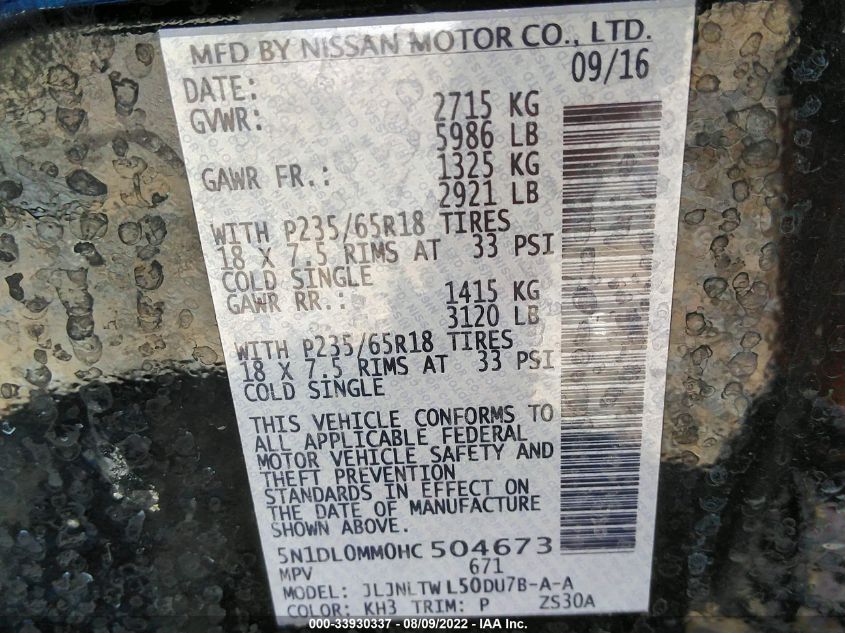 MFD BY NISSAN MOTOR CO., LTD.
DATE: 09/16
GVWR: 2715 KG
5986 LB
GAWR FR.: 1325 KG
2921 LB
WITH P235/65R18 TIRES
18 X 7.5 RIMS AT 33 PSI
COLD SINGLE
GAWR RR.: 1415 KG
3120 LB
WITH P235/65R18 TIRES
18 X 7.5 RIMS AT 33 PSI
COLD SINGLE
THIS VEHICLE CONFORMS TO
ALL APPLICABLE FEDERAL
MOTOR VEHICLE SAFETY AND
THEFT PREVENTION
STANDARDS IN EFFECT ON
THE DATE OF MANUFACTURE
SHOWN ABOVE.
5N1DL0MM0HC 504673
MPV 671
MODEL: JLJNLTW L50DU7B-A-A
COLOR: KH3 TRIM: P ZS30A
000-33930337 - 08/09/2022 - IAA Inc.